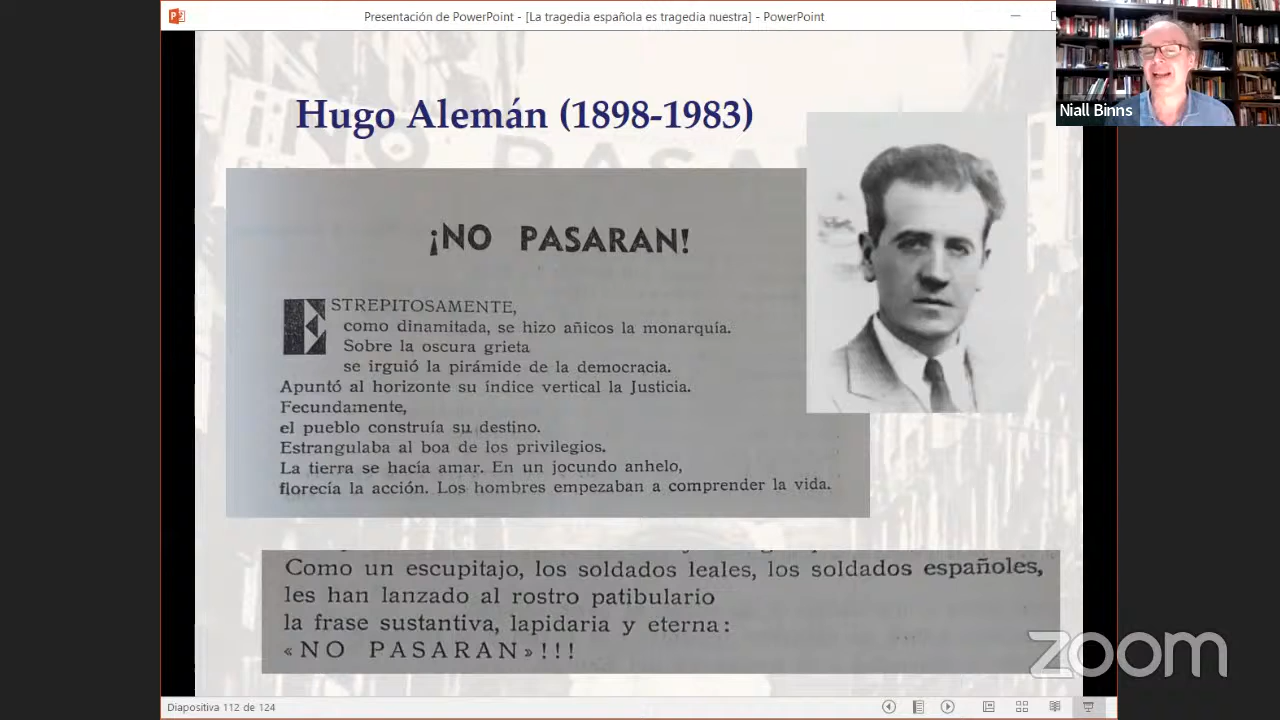 Presentación de PowerPoint - [La tragedia española es tragedia nuestra] - PowerPoint
Niall Binns
Hugo Alemán (1898-1983)
¡NO PASARAN!
ESTREPITOSAMENTE,
como dinamitada, se hizo añicos la monarquía.
Sobre la oscura grieta
se irguió la pirámide de la democracia.
Apuntó al horizonte su índice vertical la Justicia.
Fecundamente,
el pueblo construía su destino.
Estrangulaba al boa de los privilegios.
La tierra se hacía amar. En un jocundo anhelo,
florecía la acción. Los hombres empezaban a comprender la vida.
Como un escupitajo, los soldados leales, los soldados españoles,
les han lanzado al rostro patibulario
la frase sustantiva, lapidaria y eterna:
«NO PASARAN»!!!
zoom
Diapositiva 112 de 124